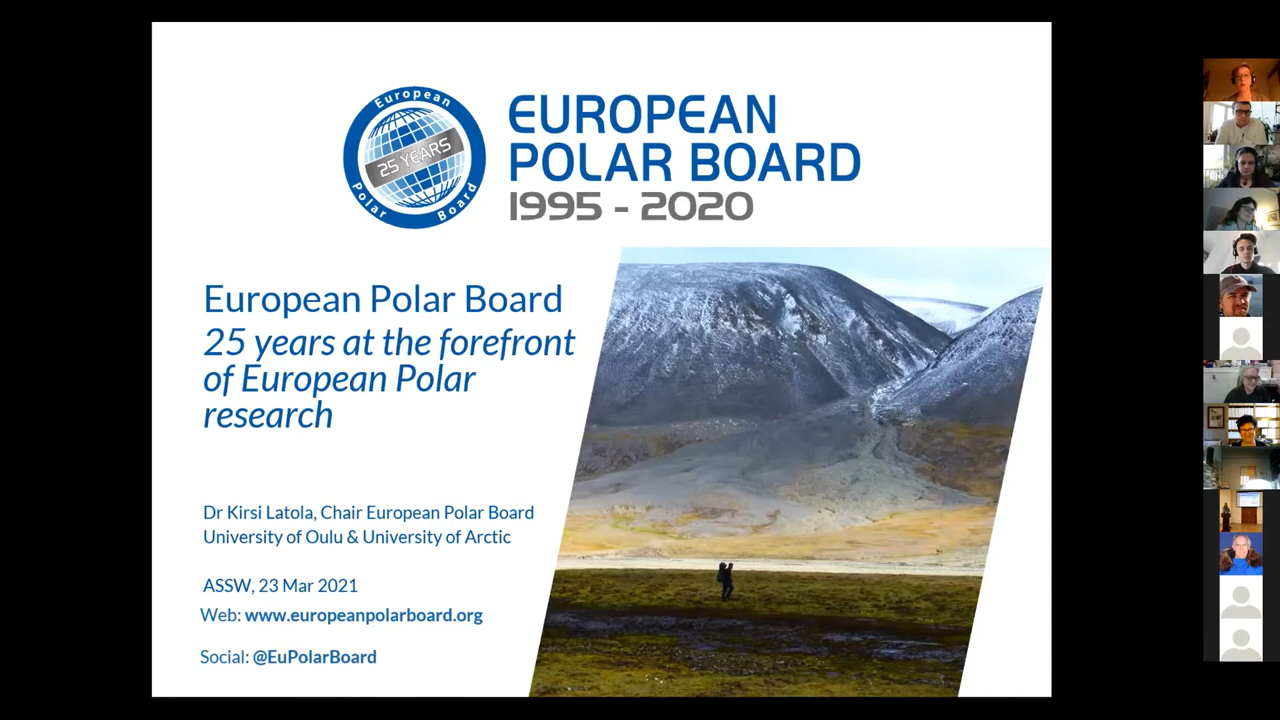 European
25 YEARS
Polar Board
EUROPEAN
POLAR BOARD
1995 - 2020
European Polar Board
25 years at the forefront
of European Polar
research
Dr Kirsi Latola, Chair European Polar Board
University of Oulu & University of Arctic
ASSW, 23 Mar 2021
Web: www.europeanpolarboard.org
Social: @EuPolarBoard